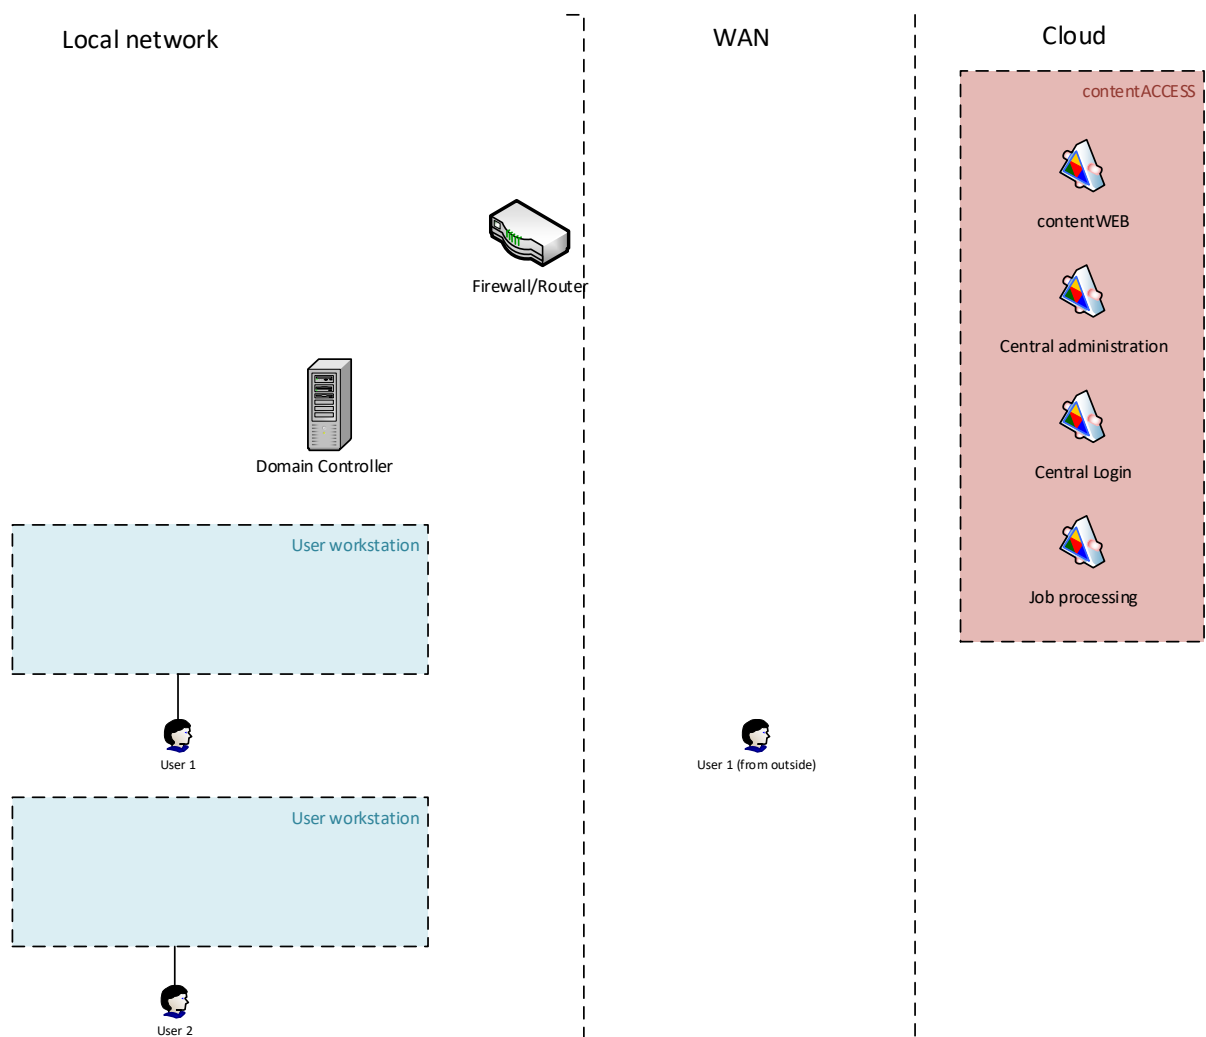 Local network
WAN
Cloud
contentACCESS
contentWEB
Firewall/Router
Central administration
Domain Controller
Central Login
User workstation
Job processing
User 1
User 1 (from outside)
User workstation
User 2